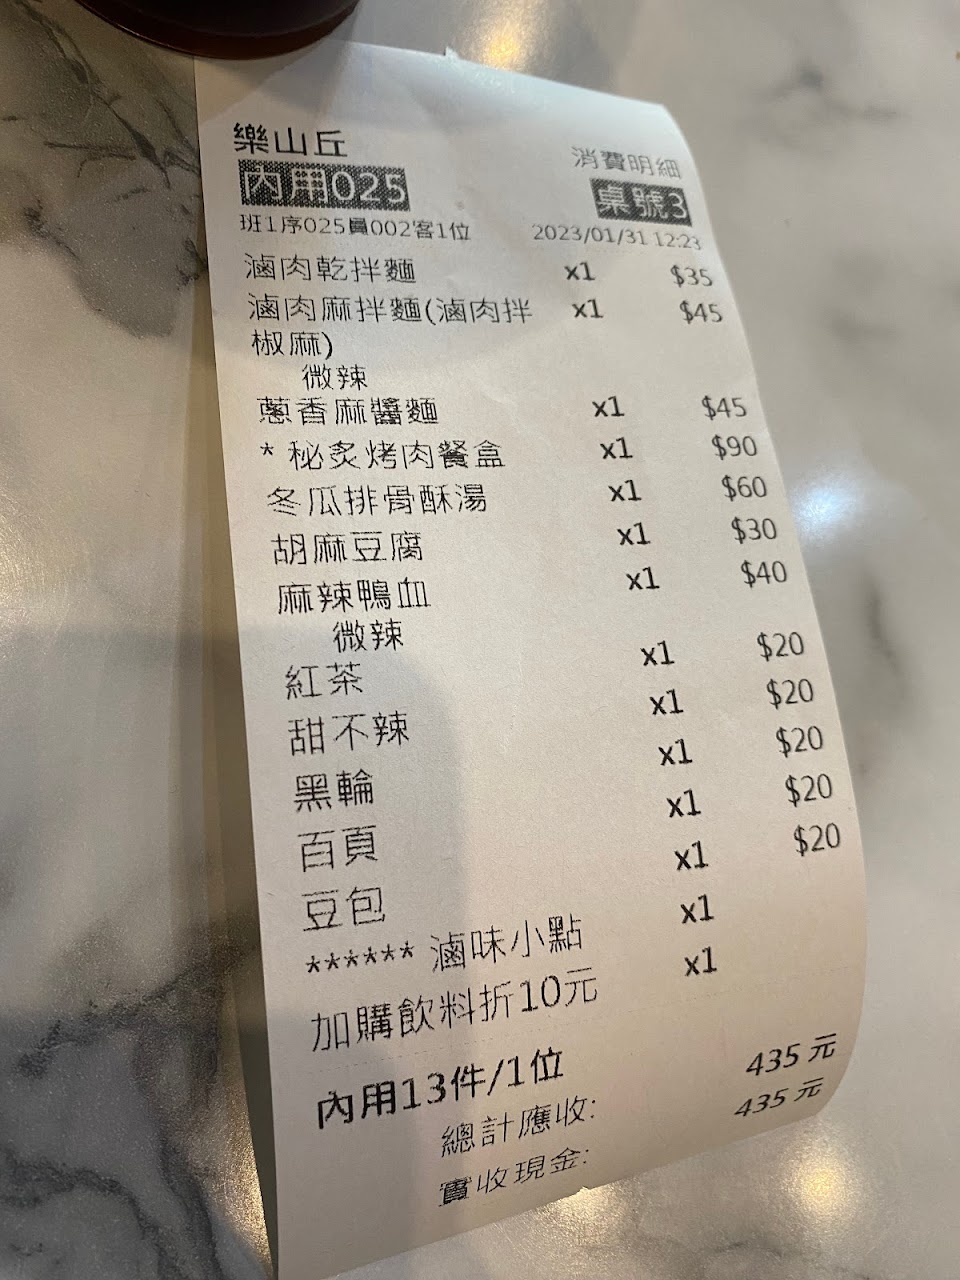 樂山丘
消費明細
內用025 桌號3
班1序025員002客1位 2023/01/31 12:23
滷肉乾拌麵 x1 $35
滷肉麻拌麵(滷肉拌 x1 $45
椒麻)
微辣
蔥香麻醬麵 x1 $45
* 秘炙烤肉餐盒 x1 $90
冬瓜排骨酥湯 x1 $60
胡麻豆腐 x1 $30
麻辣鴨血 x1 $40
微辣
紅茶 x1 $20
甜不辣 x1 $20
黑輪 x1 $20
百頁 x1 $20
豆包 x1 $20
****** 滷味小點 x1
加購飲料折10元 x1
內用13件/1位
總計應收: 435 元
實收現金: 435 元